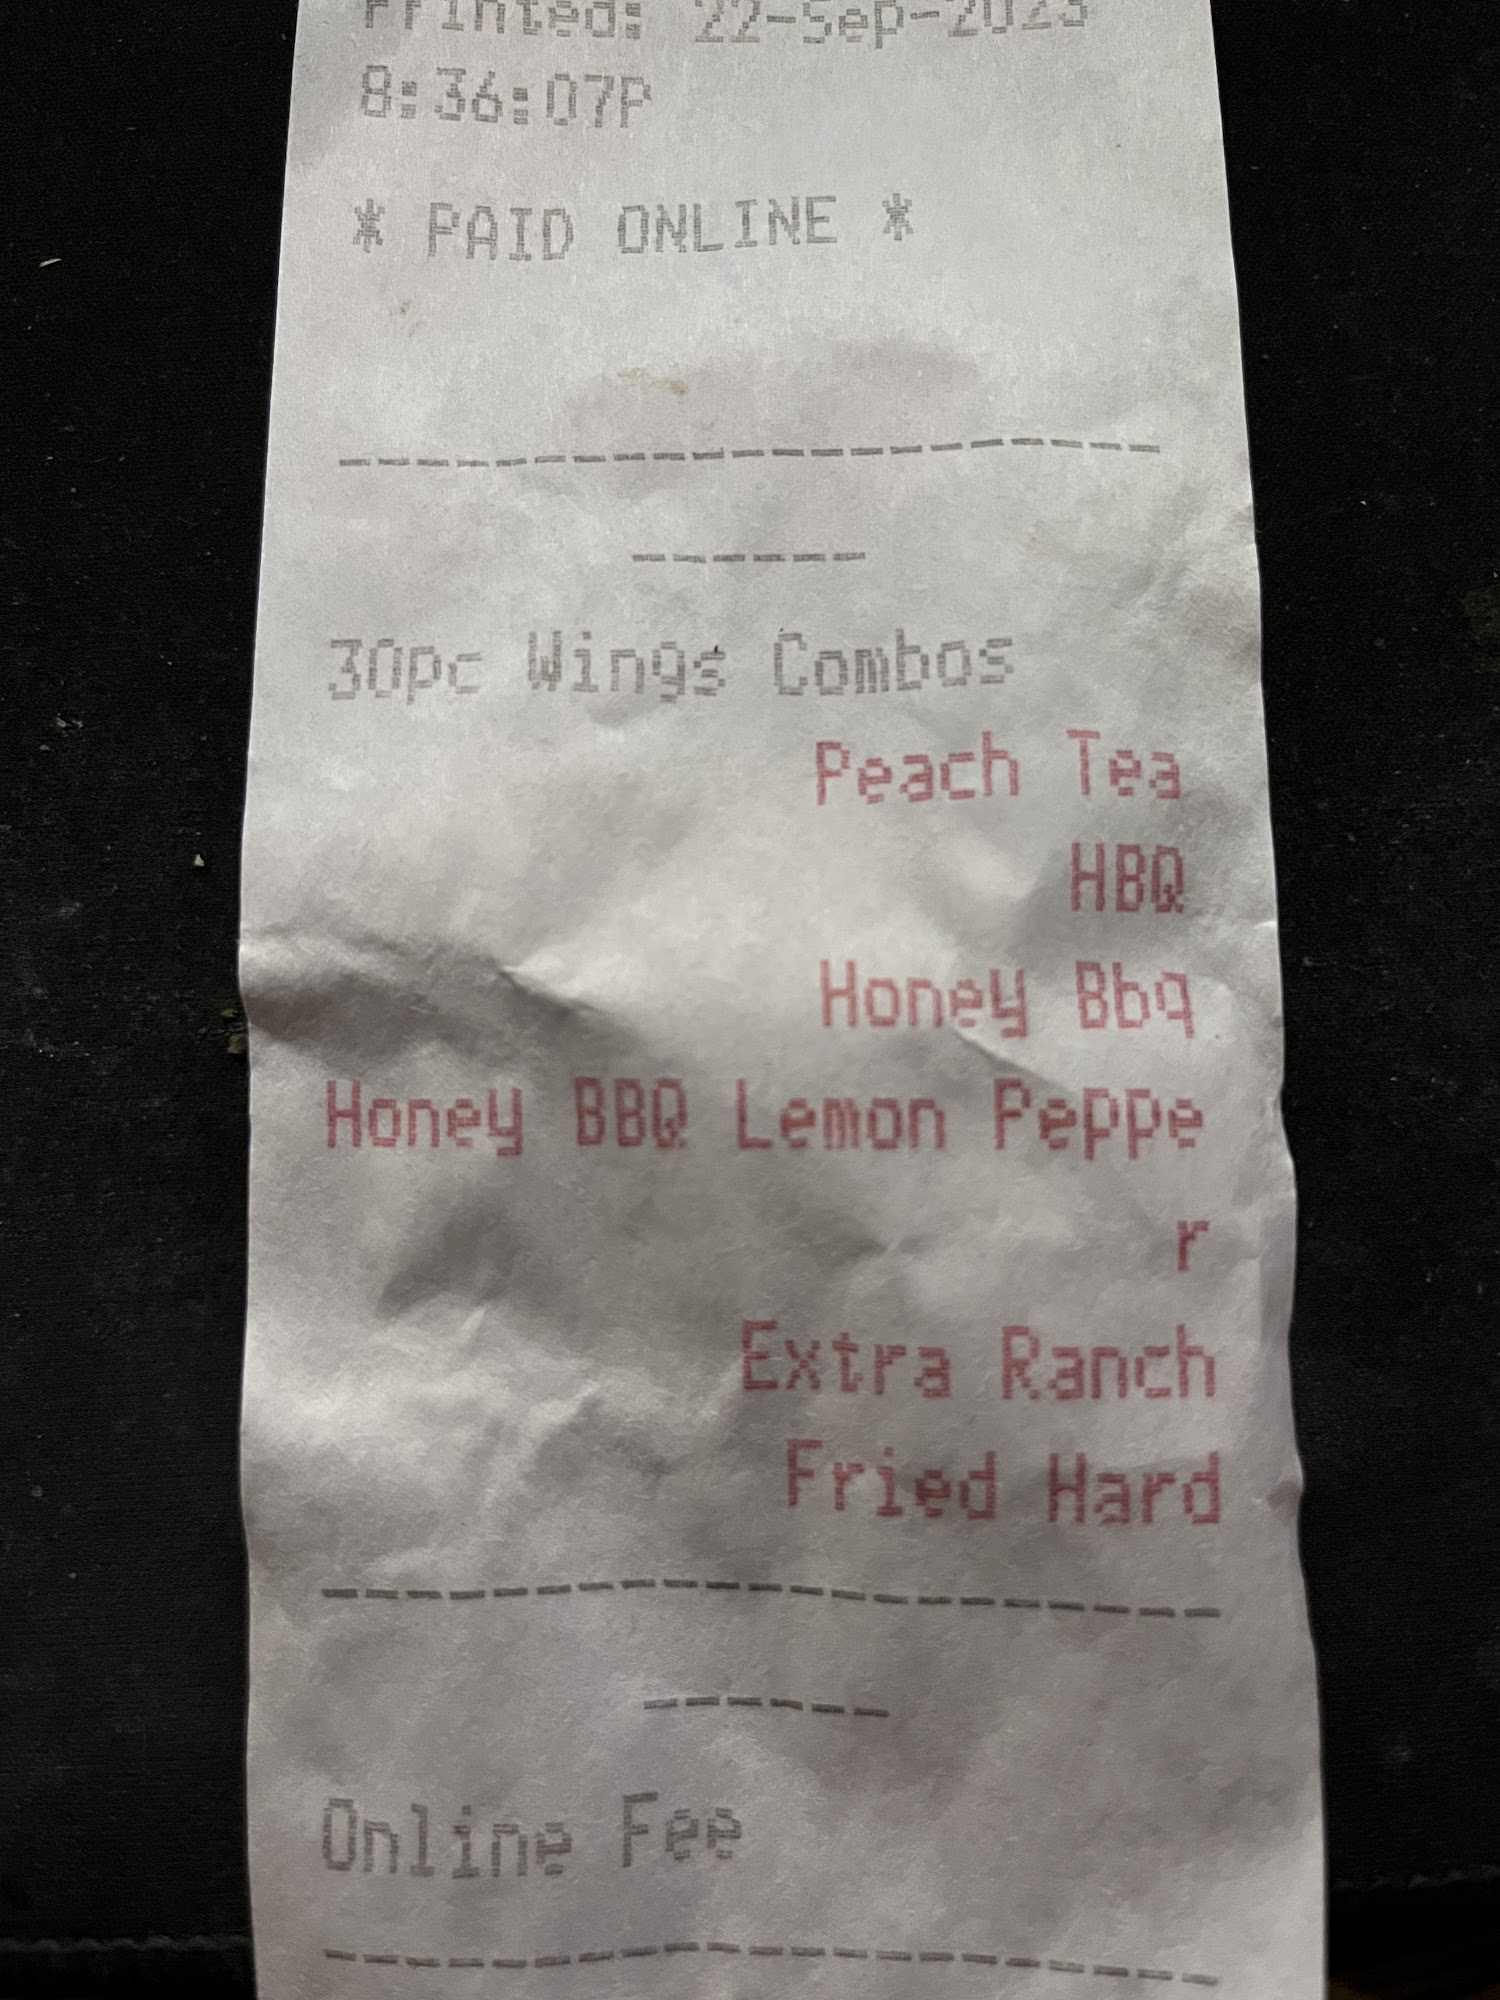 Printed: 22-Sep-2023
8:36:07P
* PAID ONLINE *
---------------------
------
30pc Wings Combos
Peach Tea
HBQ
Honey Bbq
Honey BBQ Lemon Peppe
r
Extra Ranch
Fried Hard
----------------------
------
Online Fee
----------------------